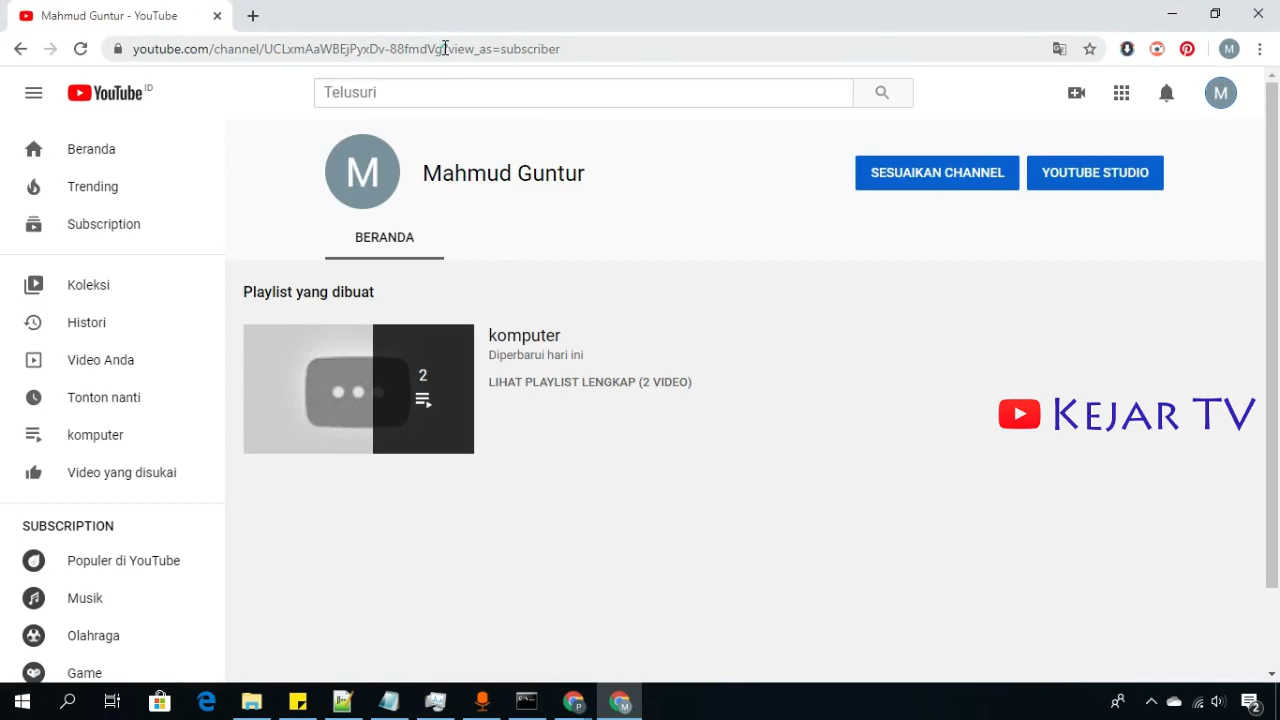 Mahmud Guntur - YouTube
youtube.com/channel/UCLxmAaWBEjPyxDv-88fmdVg?view_as=subscriber
M
YouTube ID
Telusuri
M
Beranda
Trending
Subscription
M
Mahmud Guntur
SESUAIKAN CHANNEL
YOUTUBE STUDIO
BERANDA
Koleksi
Histori
Video Anda
Tonton nanti
komputer
Video yang disukai
Playlist yang dibuat
2
komputer
Diperbarui hari ini
LIHAT PLAYLIST LENGKAP (2 VIDEO)
KEJAR TV
SUBSCRIPTION
Populer di YouTube
Musik
Olahraga
Game
P
M
2